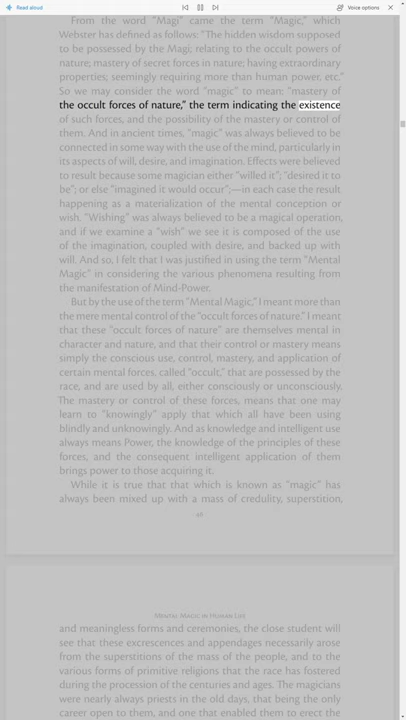 Read aloud
Voice options
From the word “Magi” came the term “Magic,” which
Webster has defined as follows: “The hidden wisdom supposed
to be possessed by the Magi; relating to the occult powers of
nature; mastery of secret forces in nature; having extraordinary
properties; seemingly requiring more than human power, etc.”
So we may consider the word “magic” to mean: “mastery of
the occult forces of nature,” the term indicating the existence
of such forces, and the possibility of the mastery or control of
them. And in ancient times, “magic” was always believed to be
connected in some way with the use of the mind, particularly in
its aspects of will, desire, and imagination. Effects were believed
to result because some magician either “willed it”; “desired it to
be”; or else “imagined it would occur”;—in each case the result
happening as a materialization of the mental conception or
wish. “Wishing” was always believed to be a magical operation,
and if we examine a “wish” we see it is composed of the use
of the imagination, coupled with desire, and backed up with
will. And so, I felt that I was justified in using the term “Mental
Magic” in considering the various phenomena resulting from
the manifestation of Mind-Power.
But by the use of the term “Mental Magic,” I meant more than
the mere mental control of the “occult forces of nature.” I meant
that these “occult forces of nature” are themselves mental in
character and nature, and that their control or mastery means
simply the conscious use, control, mastery, and application of
certain mental forces, called “occult,” that are possessed by the
race, and are used by all, either consciously or unconsciously.
The mastery or control of these forces, means that one may
learn to “knowingly” apply that which all have been using
blindly and unknowingly. And as knowledge and intelligent use
always means Power, the knowledge of the principles of these
forces, and the consequent intelligent application of them
brings power to those acquiring it.
While it is true that that which is known as “magic” has
always been mixed up with a mass of credulity, superstition,
Mental Magic in Human Life
and meaningless forms and ceremonies, the close student will
see that these excrescences and appendages necessarily arose
from the superstitions of the mass of the people, and to the
various forms of primitive religions that the race has fostered
during the procession of the centuries and ages. The magicians
were nearly always priests in the old days, that being the only
career open to them, and one that enabled them to erect the